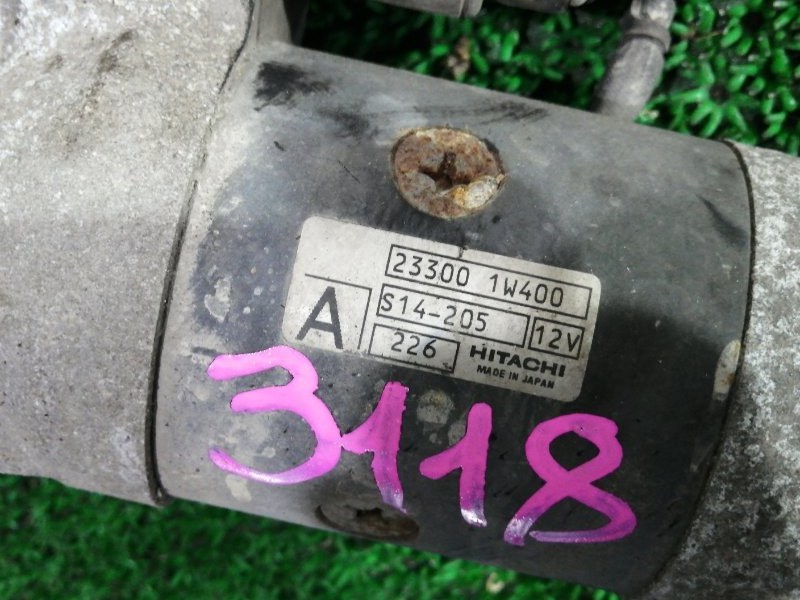 23300 1W400
A
S14-205 12V
226 HITACHI
MADE IN JAPAN
3118